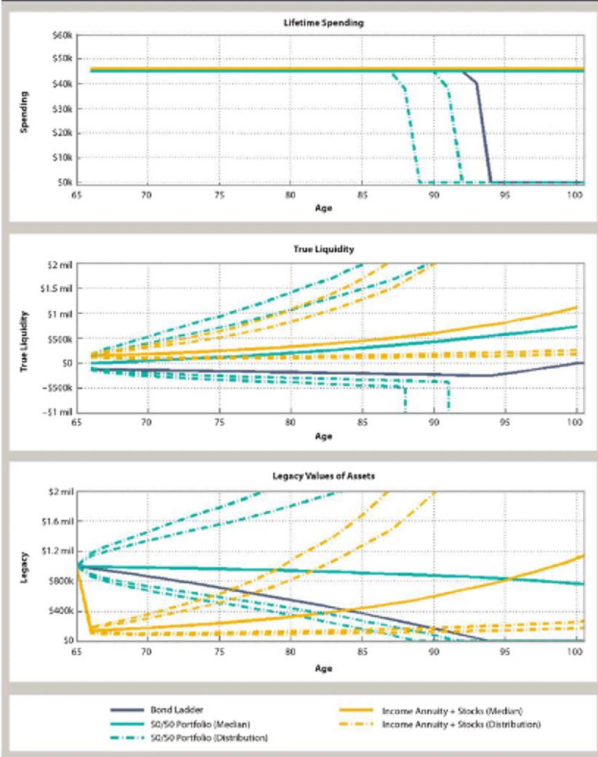 Lifetime Spending
$60k
$50k
$40k
$30k
$20k
$10k
$0k
Spending
65 70 75 80 85 90 95 100
Age
True Liquidity
$2 mil
$1.5 mil
$1 mil
$500k
$0
-$500k
-$1 mil
True Liquidity
65 70 75 80 85 90 95 100
Age
Legacy Values of Assets
$2 mil
$1.6 mil
$1.2 mil
$800k
$400k
$0
Legacy
65 70 75 80 85 90 95 100
Age
Bond Ladder
50/50 Portfolio (Median)
50/50 Portfolio (Distribution)
Income Annuity + Stocks (Median)
Income Annuity + Stocks (Distribution)